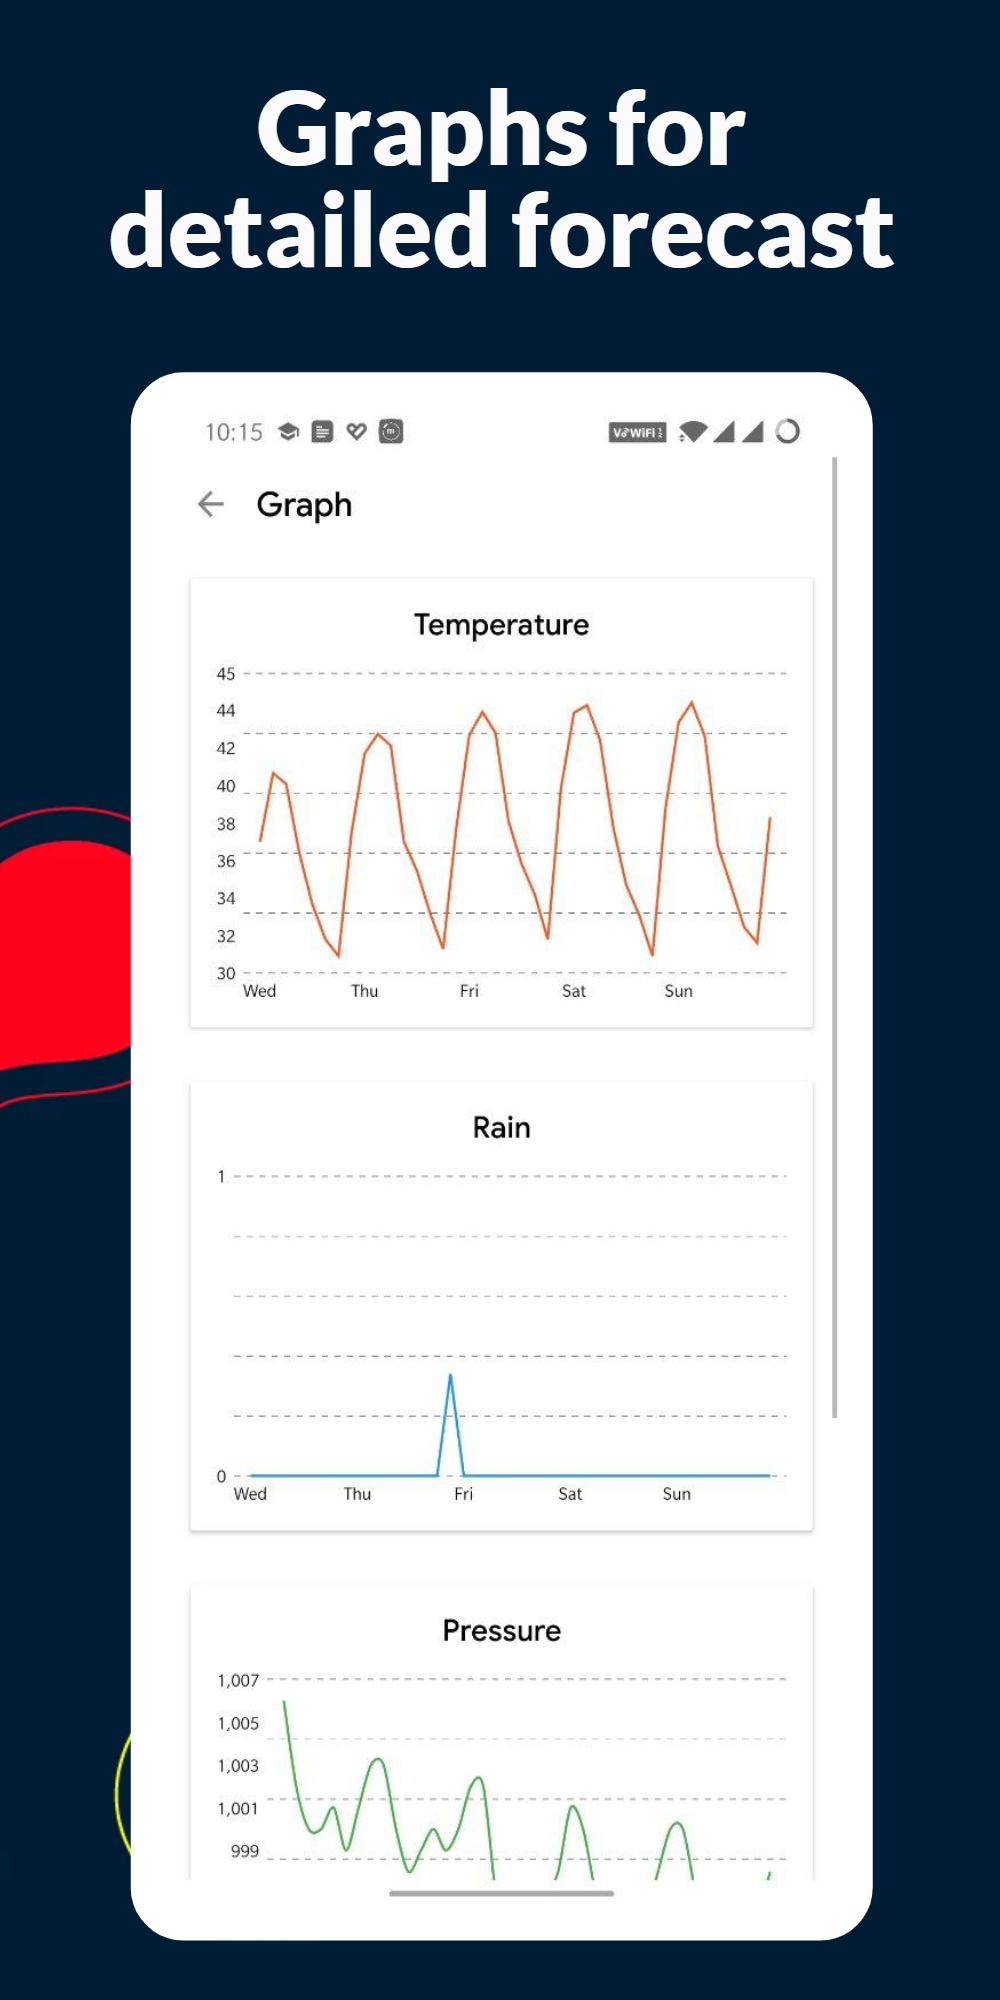 Graphs for
detailed forecast
10:15
VoWiFi
Graph
Temperature
45
44
42
40
38
36
34
32
30
Wed Thu Fri Sat Sun
Rain
1
0
Wed Thu Fri Sat Sun
Pressure
1,007
1,005
1,003
1,001
999